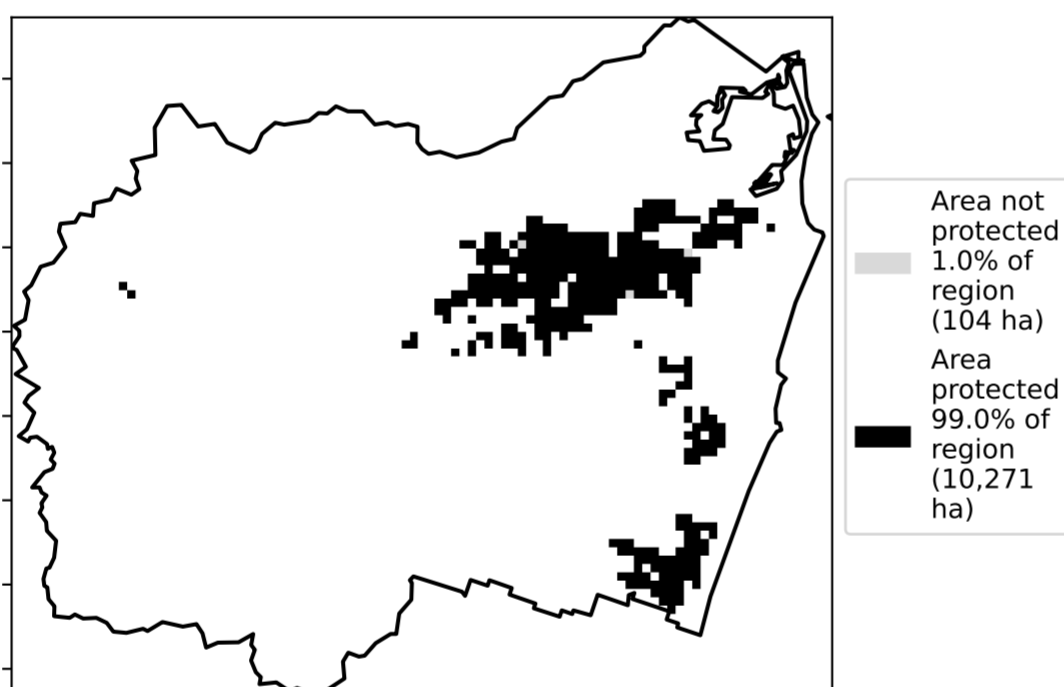 Area not
protected
1.0% of
region
(104 ha)
Area
protected
99.0% of
region
(10,271
ha)